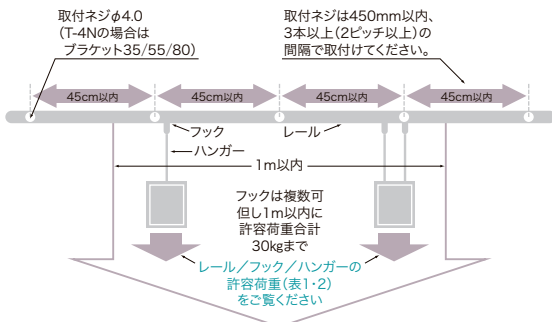 取付ネジφ4.0
(T-4Nの場合は
ブラケット35/55/80)
取付ネジは450mm以内、
3本以上(2ピッチ以上)の
間隔で取付けてください。
45cm以内
45cm以内
45cm以内
45cm以内
フック
レール
ハンガー
1m以内
フックは複数可
但し1m以内に
許容荷重合計
30kgまで
レール/フック/ハンガーの
許容荷重(表1・2)
をご覧ください